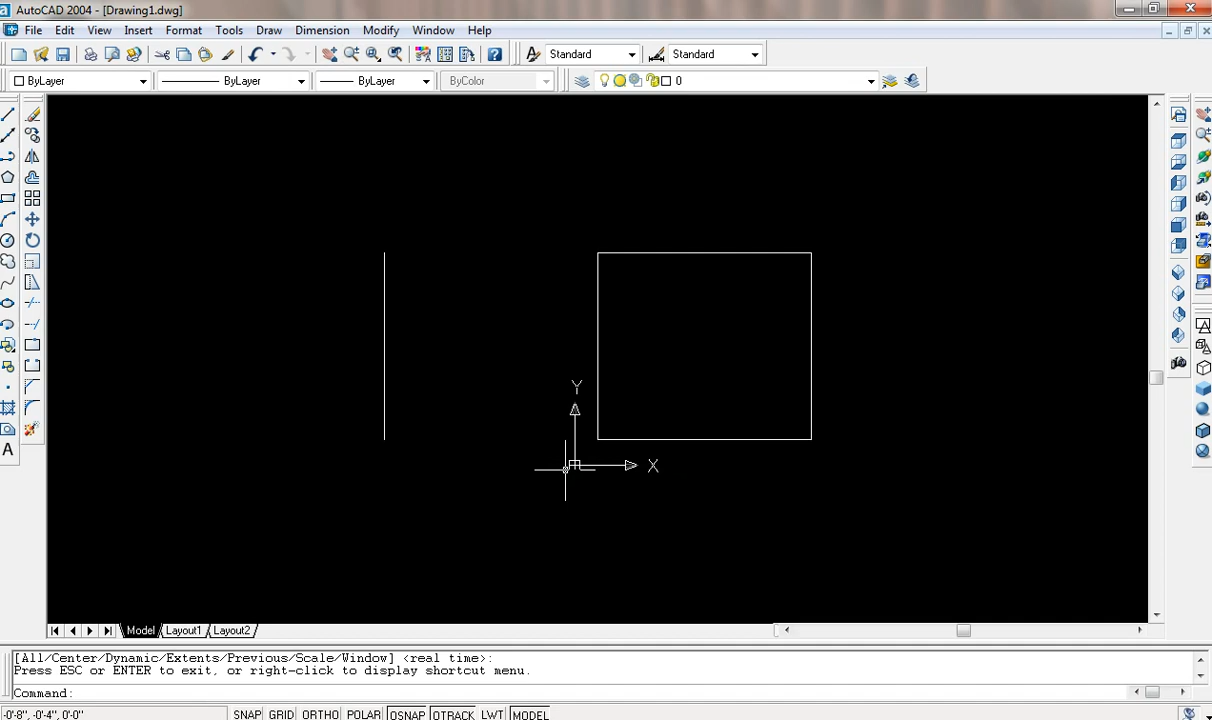 AutoCAD 2004 - [Drawing1.dwg]
File Edit View Insert Format Tools Draw Dimension Modify Window Help
Standard Standard
ByLayer ByLayer ByLayer ByColor 0
A
Y
X
Model Layout1 Layout2
[All/Center/Dynamic/Extents/Previous/Scale/Window] <real time>:
Press ESC or ENTER to exit, or right-click to display shortcut menu.
Command:
-0'8", -0'4", 0'0" SNAP GRID ORTHO POLAR OSNAP OTRACK LWT MODEL